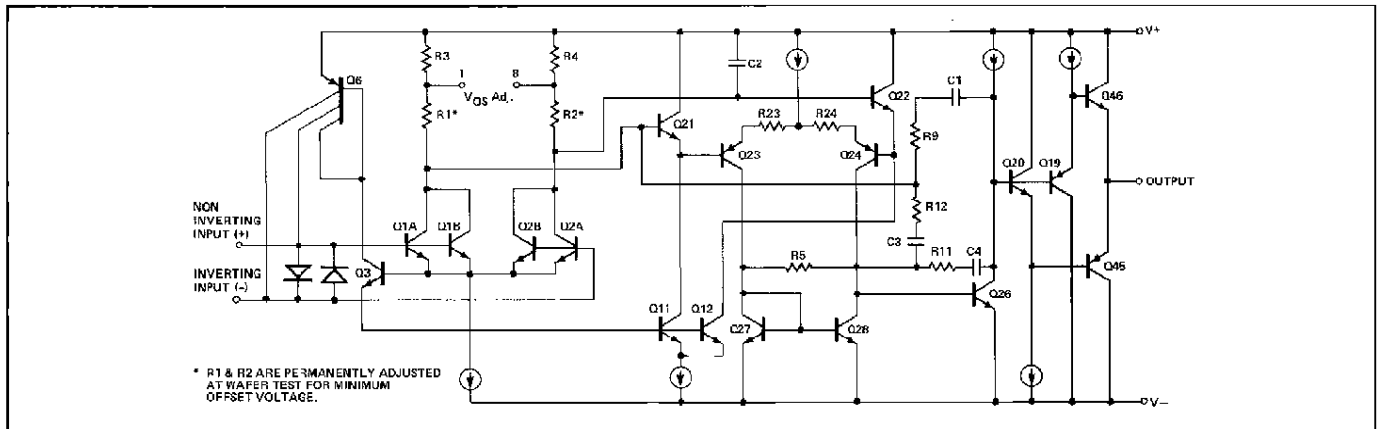 V+
R3
R4
C2
C1
Q6
1
8
VOS Adj.
Q22
Q46
R1*
R2*
Q21
R23
R24
R9
Q23
Q24
Q20
Q19
OUTPUT
NON
INVERTING
INPUT (+)
R12
Q1A
Q1B
Q2B
Q2A
C3
R11
C4
Q3
R5
INVERTING
INPUT (-)
Q45
Q26
Q11
Q12
Q27
Q28
* R1 & R2 ARE PERMANENTLY ADJUSTED
AT WAFER TEST FOR MINIMUM
OFFSET VOLTAGE.
V-